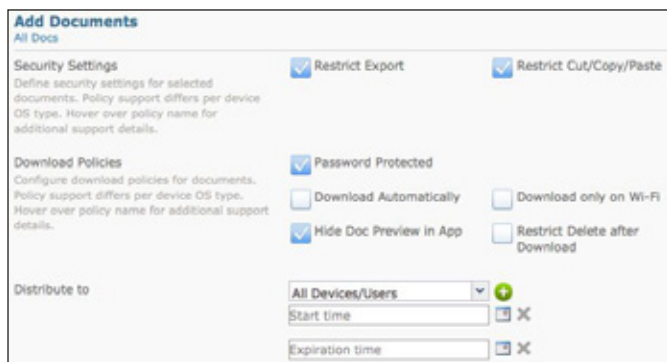 Add Documents
All Docs
Security Settings
Define security settings for selected
documents. Policy support differs per device
OS type. Hover over policy name for
additional support details.
Restrict Export
Restrict Cut/Copy/Paste
Download Policies
Configure download policies for documents.
Policy support differs per device OS type.
Hover over policy name for additional support
details.
Password Protected
Download Automatically
Download only on Wi-Fi
Hide Doc Preview in App
Restrict Delete after
Download
Distribute to
All Devices/Users
Start time
Expiration time